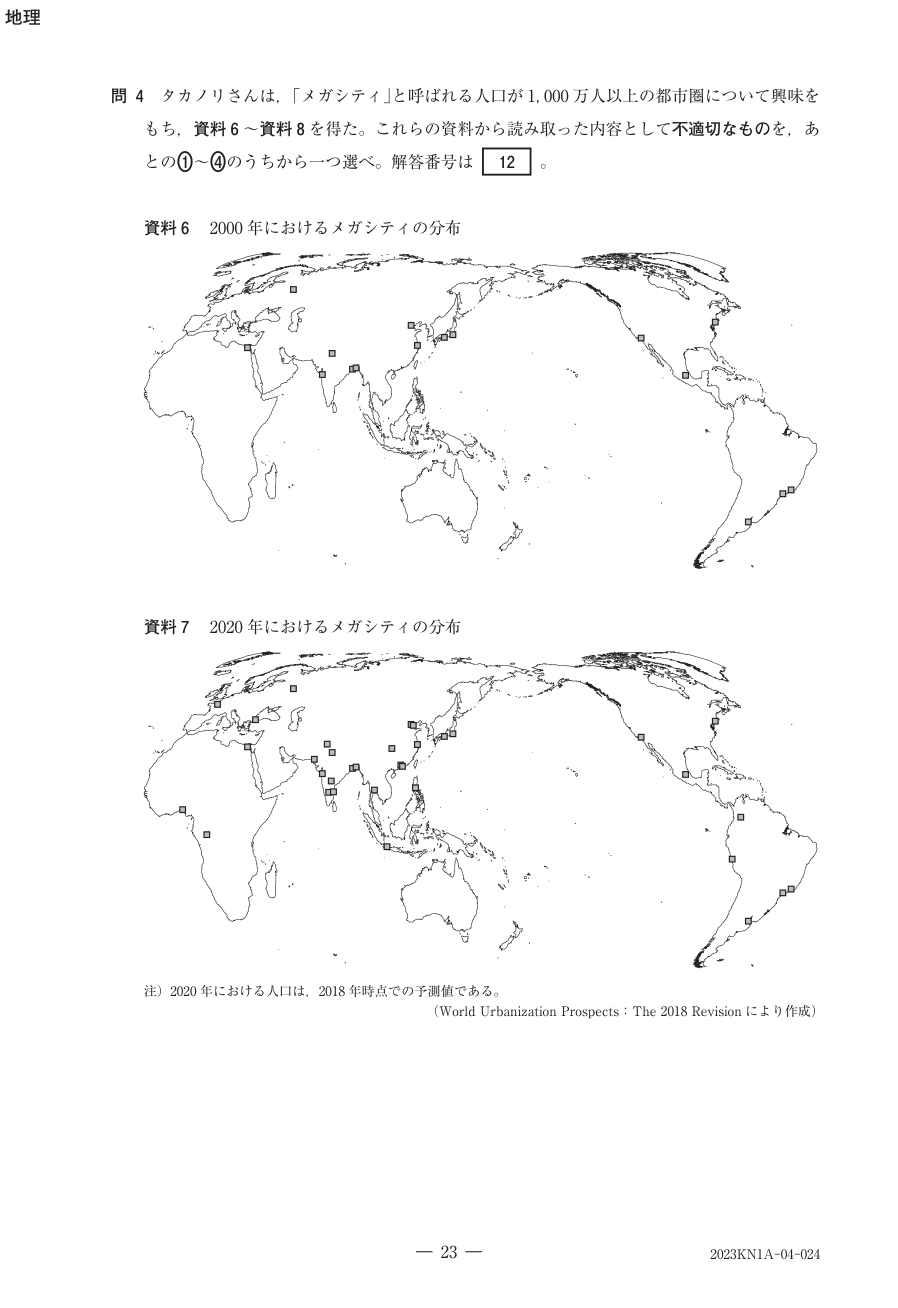 地理
問 4 タカノリさんは,「メガシティ」と呼ばれる人口が 1,000 万人以上の都市圏について興味を
もち,資料 6 ～資料 8 を得た。これらの資料から読み取った内容として不適切なものを,あ
との①～④のうちから一つ選べ。解答番号は 12 。
資料 6 2000 年におけるメガシティの分布
資料 7 2020 年におけるメガシティの分布
注）2020 年における人口は,2018 年時点での予測値である。
（World Urbanization Prospects：The 2018 Revision により作成）
― 23 ―
2023KN1A-04-024